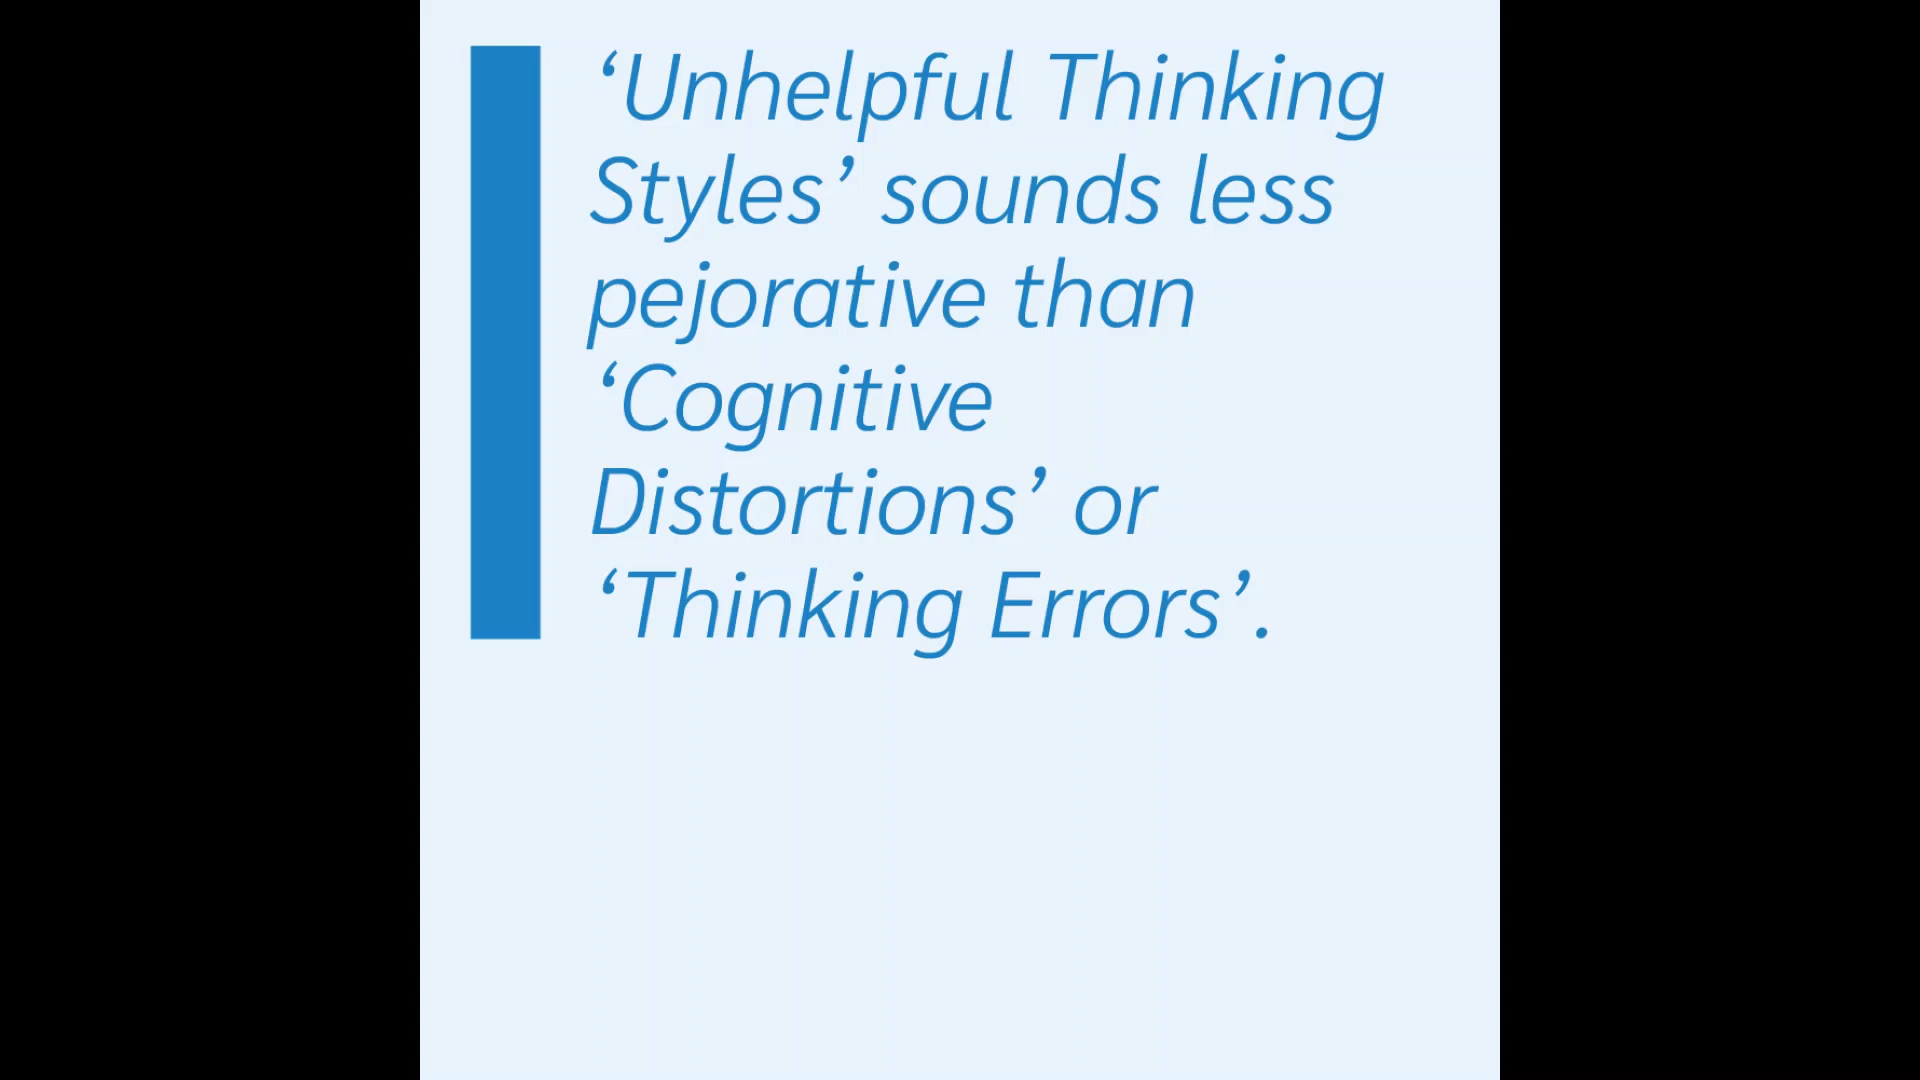 ‘Unhelpful Thinking
Styles’ sounds less
pejorative than
‘Cognitive
Distortions’ or
‘Thinking Errors’.